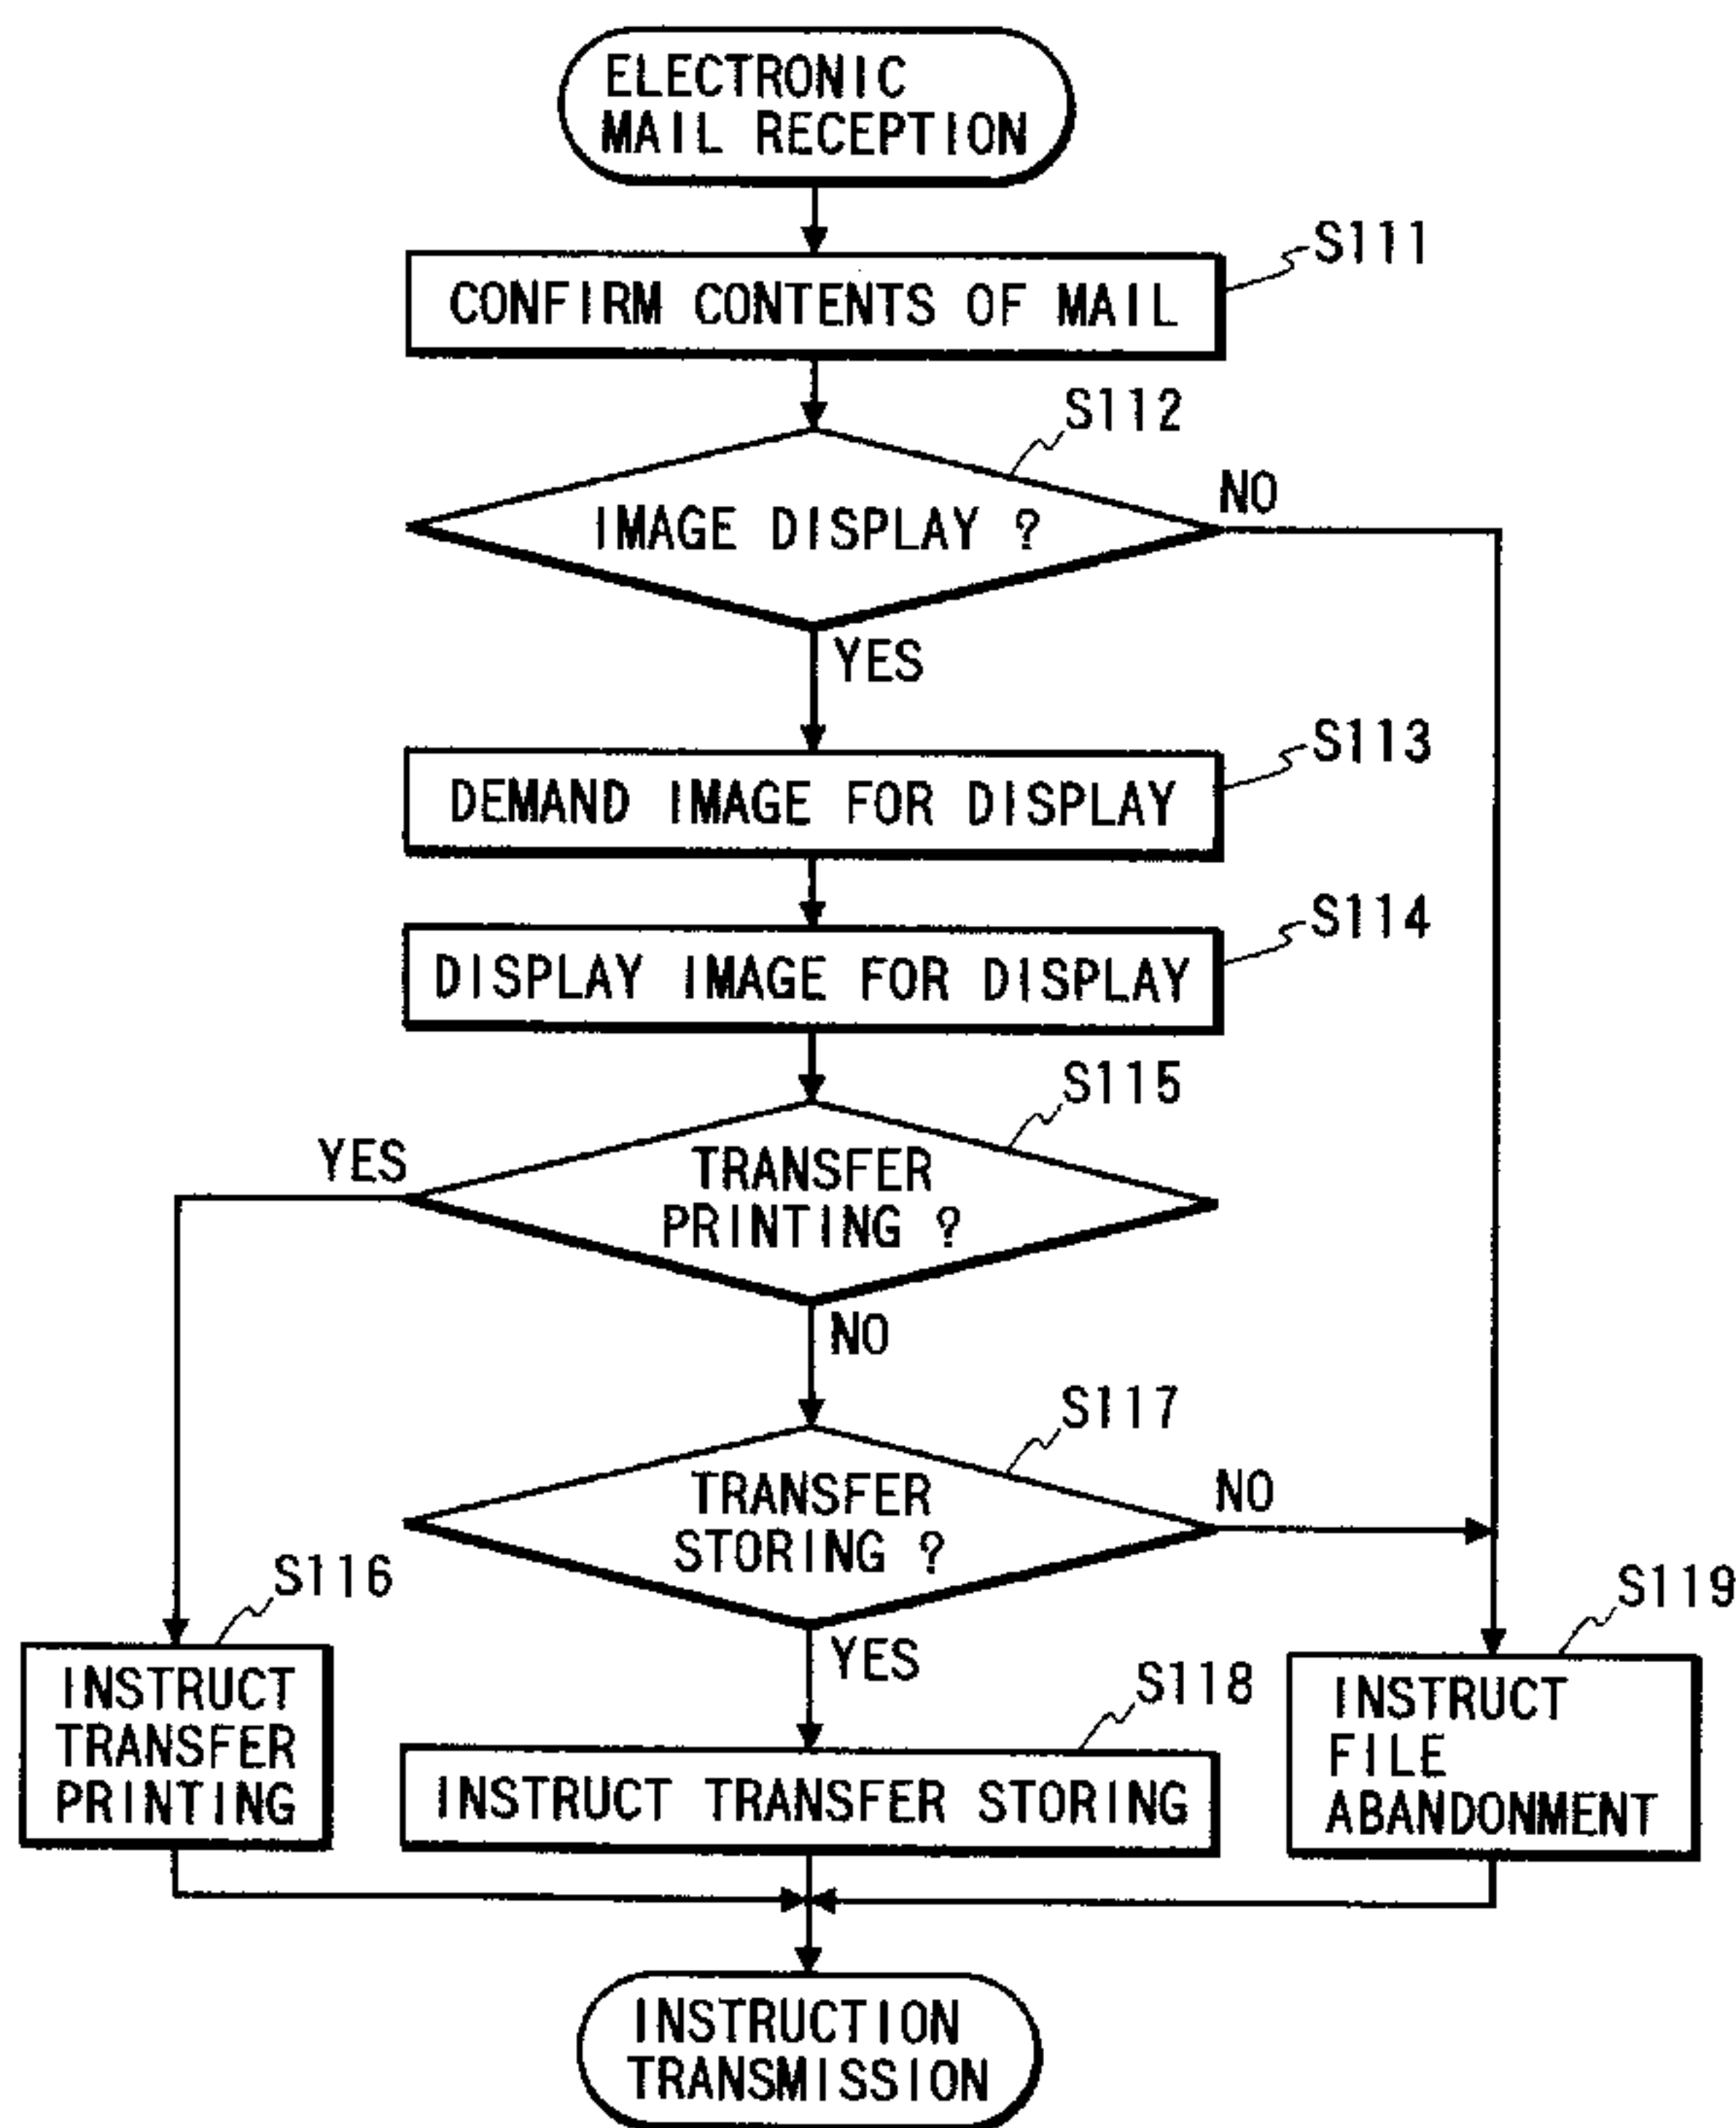 ELECTRONIC
MAIL RECEPTION
S111
CONFIRM CONTENTS OF MAIL
S112
IMAGE DISPLAY ?
NO
YES
S113
DEMAND IMAGE FOR DISPLAY
S114
DISPLAY IMAGE FOR DISPLAY
S115
YES
TRANSFER
PRINTING ?
NO
S117
TRANSFER
STORING ?
NO
YES
S116
INSTRUCT
TRANSFER
PRINTING
S118
INSTRUCT TRANSFER STORING
S119
INSTRUCT
FILE
ABANDONMENT
INSTRUCTION
TRANSMISSION